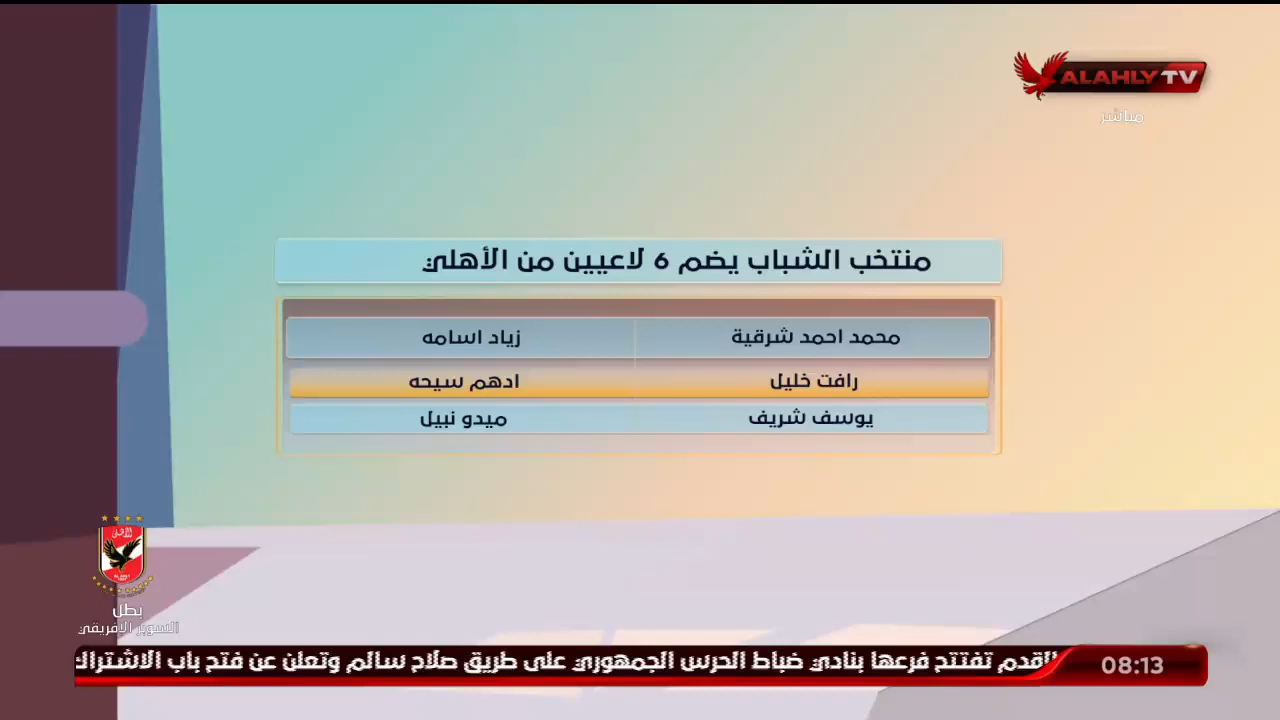 ALAHLY TV
مباشر
منتخب الشباب يضم 6 لاعيين من الأهلي
محمد احمد شرقية زياد اسامه
رافت خليل ادهم سيحه
يوسف شريف ميدو نبيل
بطل
السوبر الإفريقي
القدم تفتتح فرعها بنادي ضباط الحرس الجمهوري على طريق صلاح سالم وتعلن عن فتح باب الاشتراك
08:13